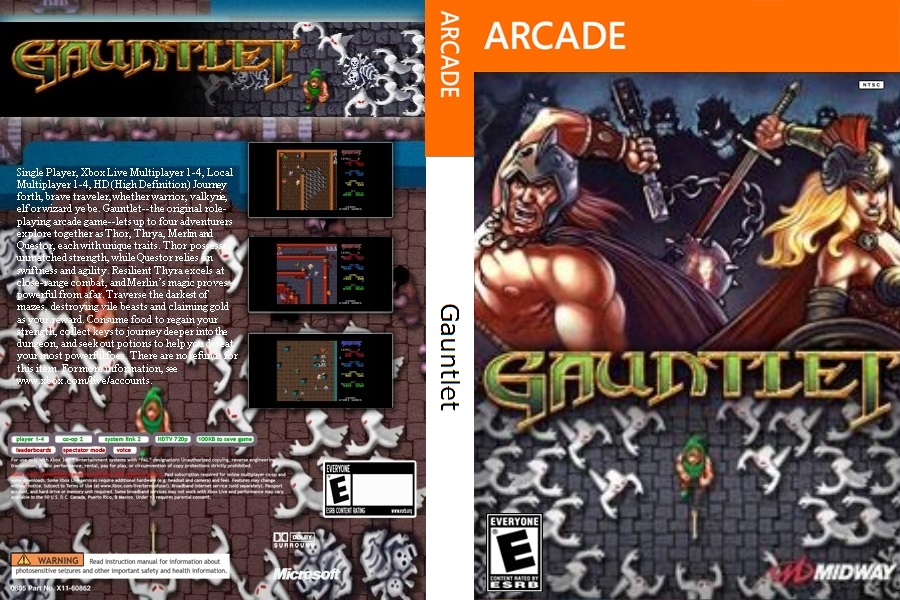 GAUNTLET
Single Player, Xbox Live Multiplayer 1-4, Local
Multiplayer 1-4, HD (High Definition) Journey
forth, brave traveler, whether warrior, valkyrie,
elf or wizard ye be. Gauntlet--the original role-
playing arcade game--lets up to four adventurers
explore together as Thor, Thrya, Merlin and
Questor, each with unique traits. Thor possess
unmatched strength, while Questor relies on
swiftness and agility. Resilient Thyra excels at
close-range combat, and Merlin's magic proves
powerful from afar. Traverse the darkest of
mazes, destroying vile beasts and claiming gold
as your reward. Consume food to regain your
strength, collect keys to journey deeper into the
dungeon, and seek out potions to help you defeat
your most powerful foes. There are no refunds for
this item. For more information, see
www.xbox.com/live/accounts.
player 1-4 co-op 2 system link 2 HDTV 720p 100KB to save game
leaderboards spectator mode voice
EVERYONE
E
ESRB CONTENT RATING www.esrb.org
DOLBY
SURROUND
WARNING Read instruction manual for information about
photosensitive seizures and other important safety and health information.
0605 Part No. X11-60862
Microsoft
ARCADE
Gauntlet
ARCADE
NTSC
GAUNTLET
EVERYONE
E
CONTENT RATED BY
ESRB
MIDWAY